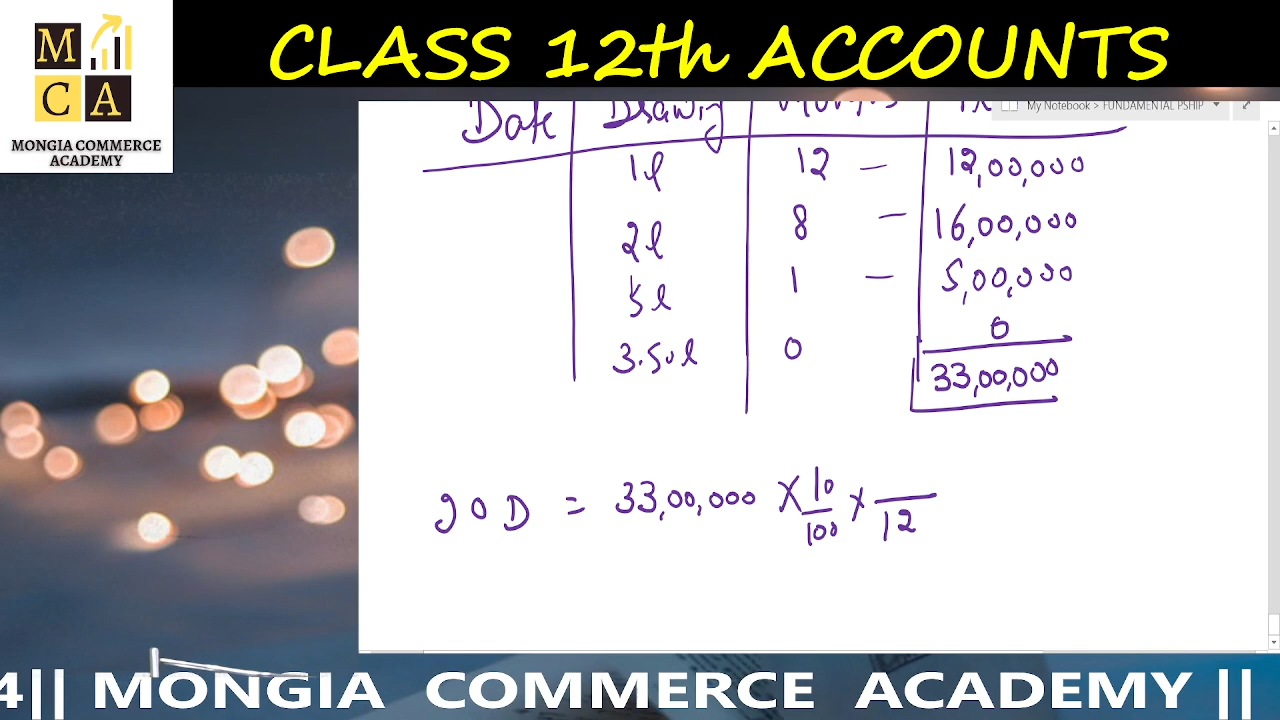 M
C A
MONGIA COMMERCE
ACADEMY
CLASS 12th ACCOUNTS
My Notebook > FUNDAMENTAL PSHIP
Date Drawing
1l 12 — 12,00,000
2l 8 — 16,00,000
5l 1 — 5,00,000
3.50l 0 0
33,00,000
IOD = 33,00,000 × 10/100 × /12
4|| MONGIA COMMERCE ACADEMY ||